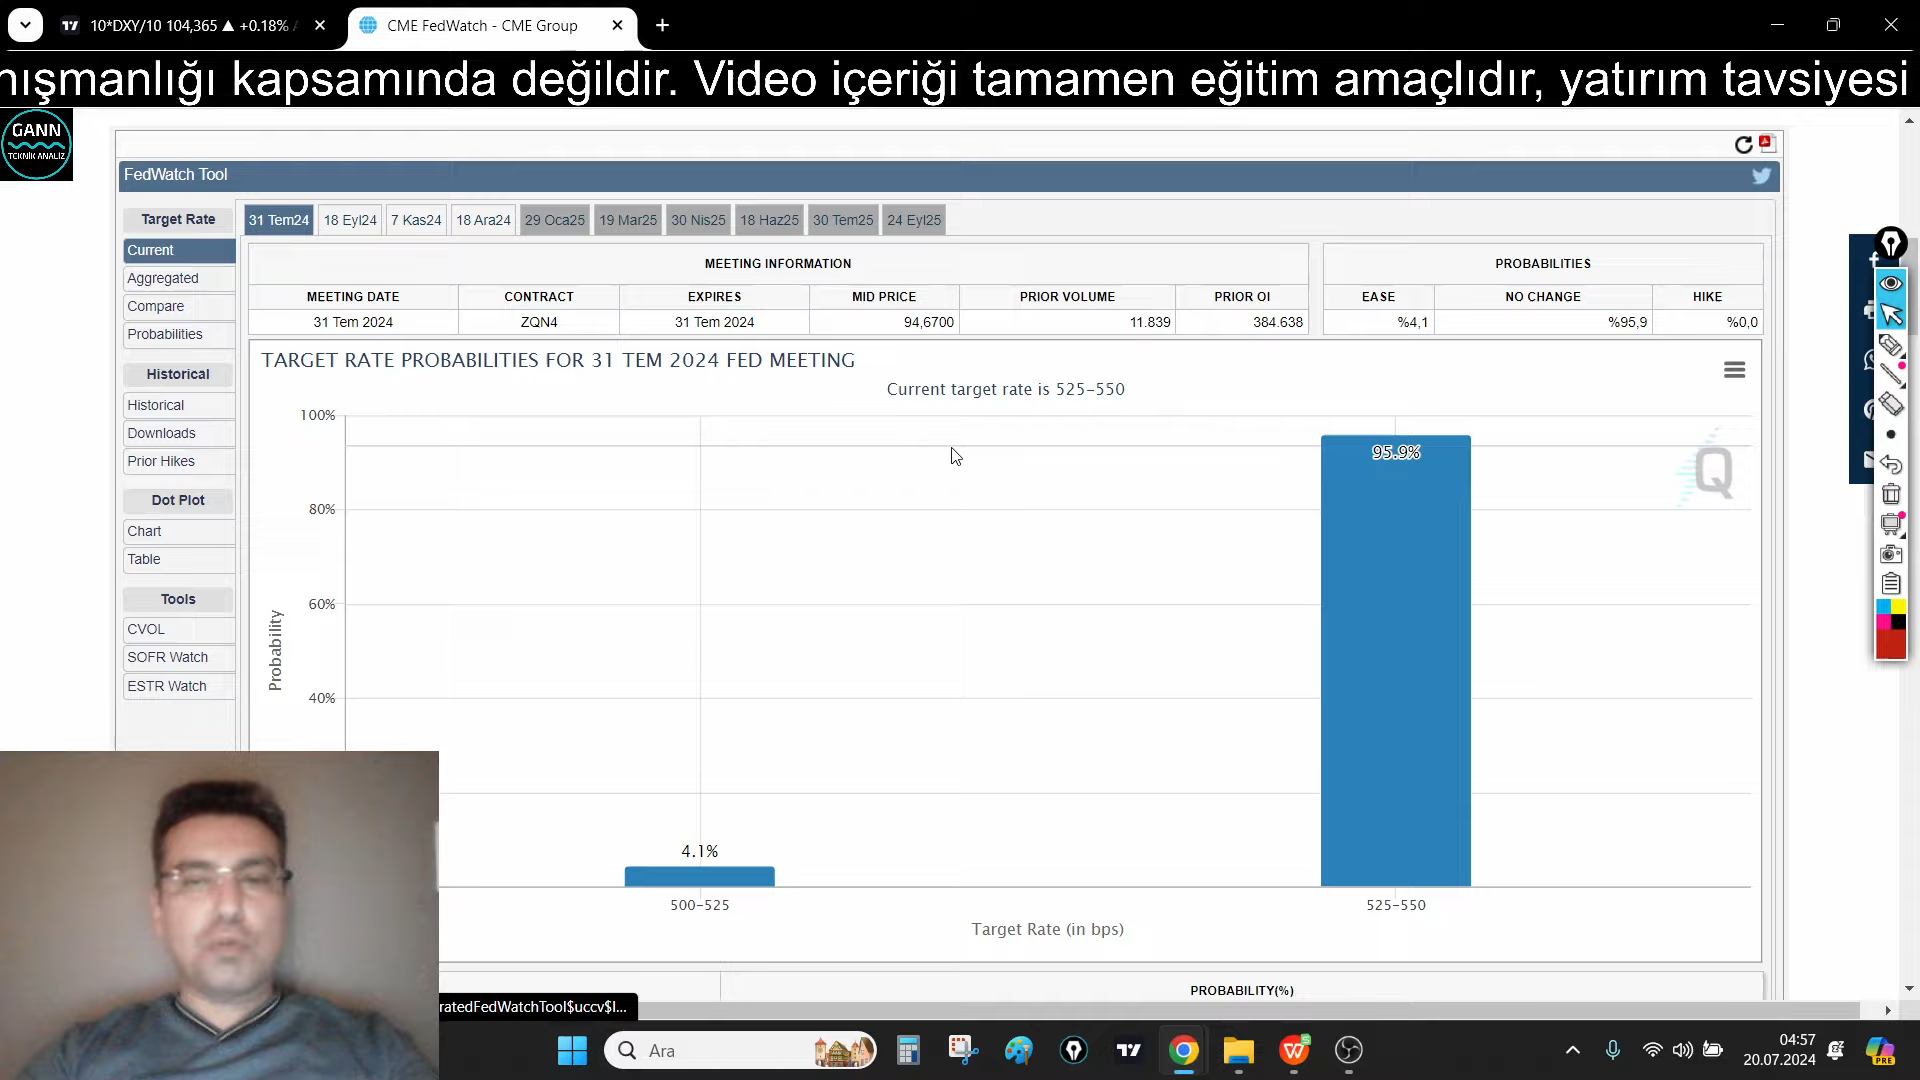 10*DXY/10 104,365 ▲ +0.18%
CME FedWatch - CME Group
nışmanlığı kapsamında değildir. Video içeriği tamamen eğitim amaçlıdır, yatırım tavsiyesi
GANN
TEKNİK ANALİZ
FedWatch Tool
Target Rate
Current
Aggregated
Compare
Probabilities
Historical
Historical
Downloads
Prior Hikes
Dot Plot
Chart
Table
Tools
CVOL
SOFR Watch
ESTR Watch
31 Tem24 18 Eyl24 7 Kas24 18 Ara24 29 Oca25 19 Mar25 30 Nis25 18 Haz25 30 Tem25 24 Eyl25
MEETING INFORMATION
MEETING DATE CONTRACT EXPIRES MID PRICE PRIOR VOLUME PRIOR OI
31 Tem 2024 ZQN4 31 Tem 2024 94,6700 11.839 384.638
PROBABILITIES
EASE NO CHANGE HIKE
%4,1 %95,9 %0,0
TARGET RATE PROBABILITIES FOR 31 TEM 2024 FED MEETING
Current target rate is 525-550
100%
80%
60%
40%
Probability
95.9%
4.1%
Q
500-525 525-550
Target Rate (in bps)
PROBABILITY(%)
ratedFedWatchTool$uccv$l...
Ara
04:57
20.07.2024
PRE